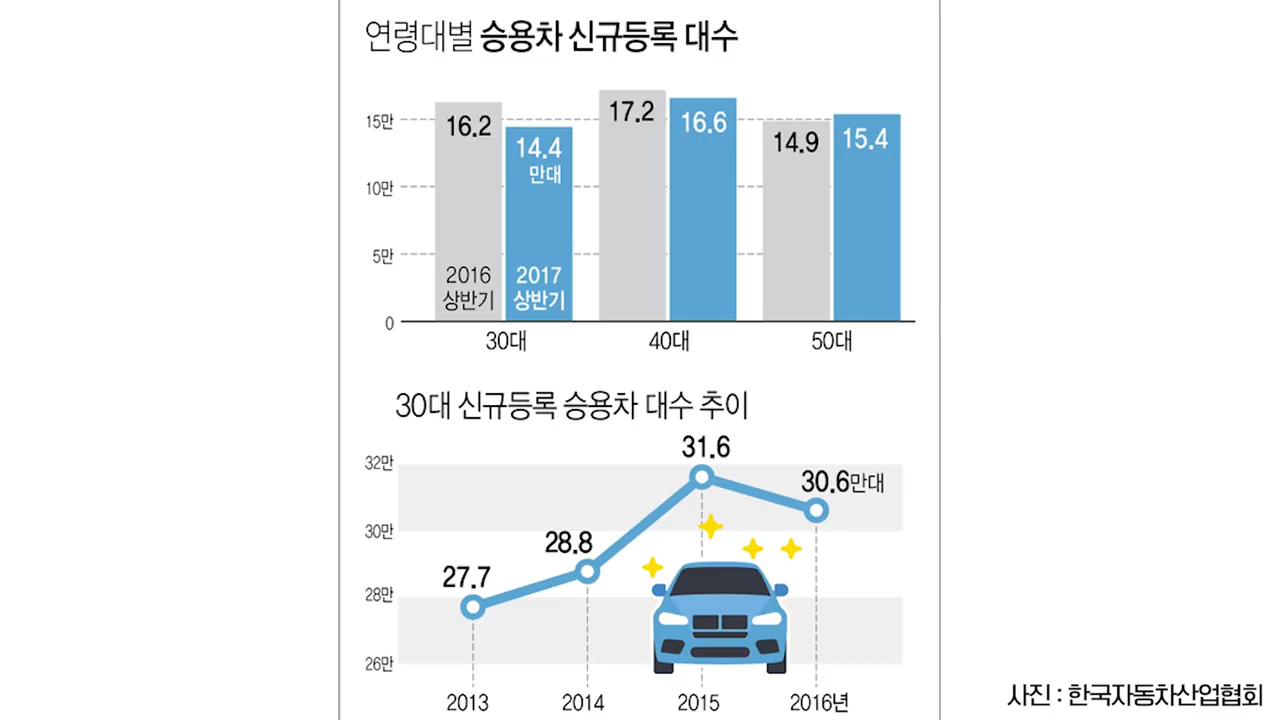 연령대별 승용차 신규등록 대수
15만
10만
5만
0
16.2
14.4
만대
17.2
16.6
14.9
15.4
2016
상반기
2017
상반기
30대
40대
50대
30대 신규등록 승용차 대수 추이
32만
30만
28만
26만
27.7
28.8
31.6
30.6만대
2013
2014
2015
2016년
사진 : 한국자동차산업협회